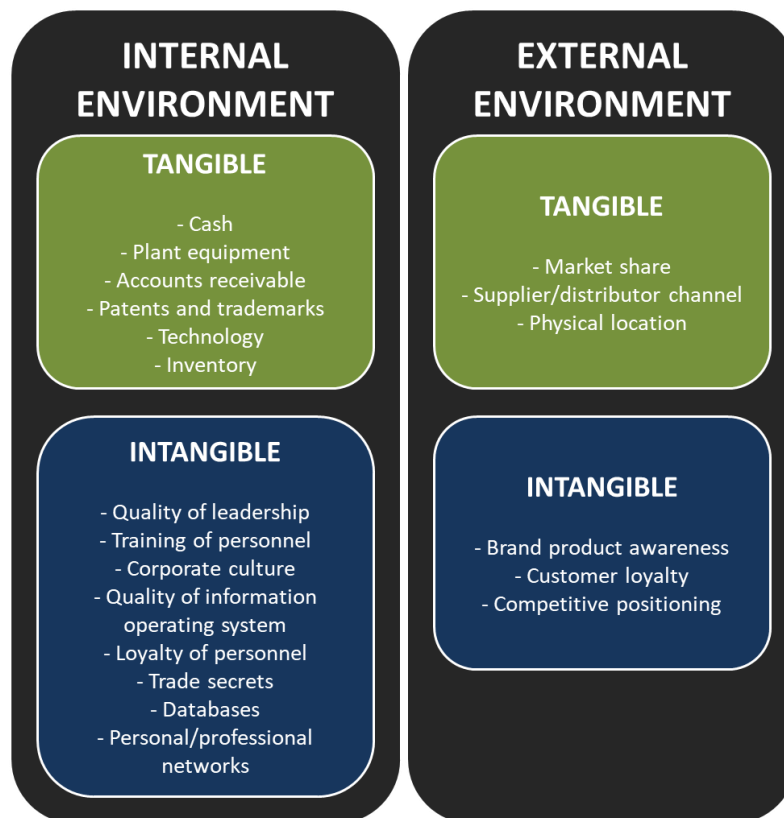 INTERNAL
ENVIRONMENT
TANGIBLE
- Cash
- Plant equipment
- Accounts receivable
- Patents and trademarks
- Technology
- Inventory
INTANGIBLE
- Quality of leadership
- Training of personnel
- Corporate culture
- Quality of information
operating system
- Loyalty of personnel
- Trade secrets
- Databases
- Personal/professional
networks
EXTERNAL
ENVIRONMENT
TANGIBLE
- Market share
- Supplier/distributor channel
- Physical location
INTANGIBLE
- Brand product awareness
- Customer loyalty
- Competitive positioning